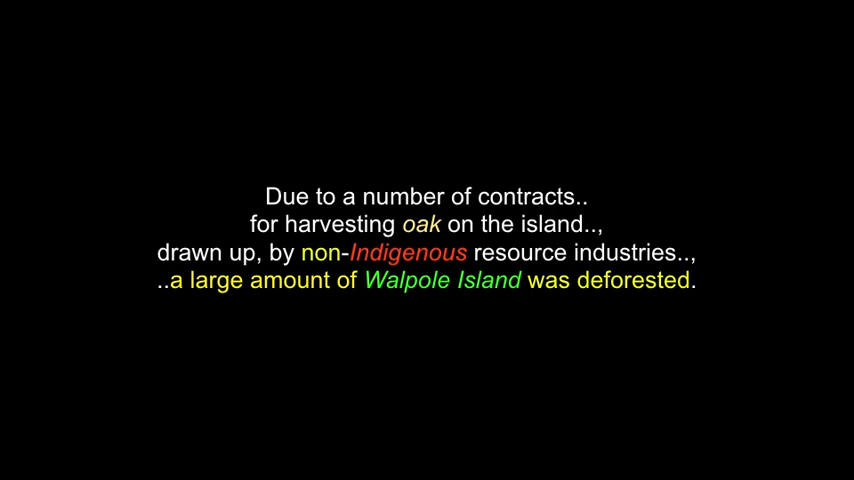 Due to a number of contracts..
for harvesting oak on the island..,
drawn up, by non-Indigenous resource industries..,
..a large amount of Walpole Island was deforested.